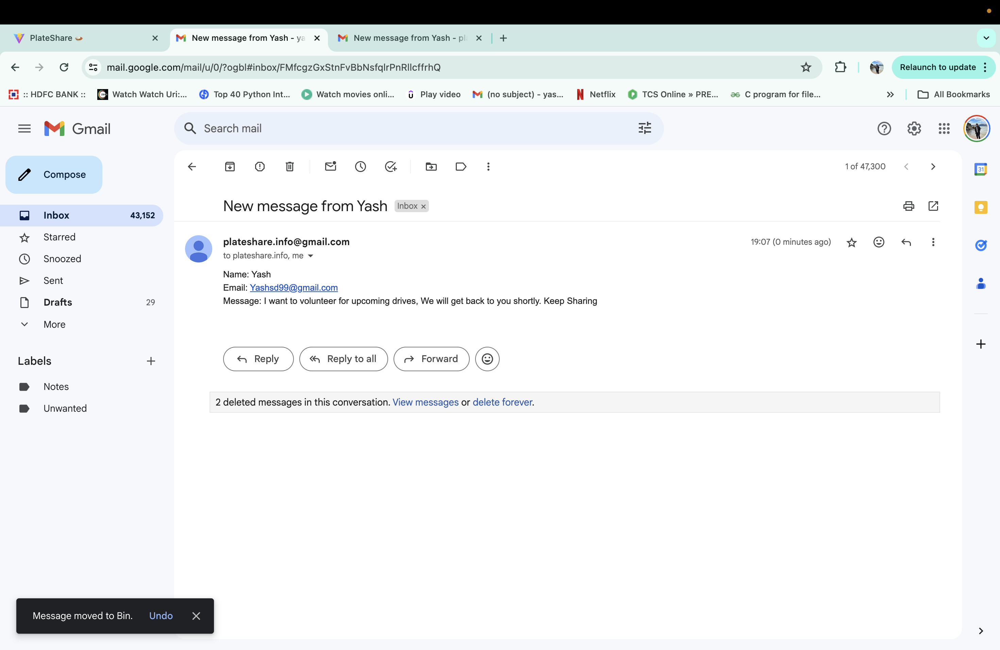 PlateShare
New message from Yash - ya
New message from Yash - pl
mail.google.com/mail/u/0/?ogbl#inbox/FMfcgzGxStnFvBbNsfqlrPnRllcffrhQ
Relaunch to update
:: HDFC BANK ::
Watch Watch Uri:...
Top 40 Python Int...
Watch movies onli...
Play video
(no subject) - yas...
Netflix
TCS Online » PRE...
C program for file...
All Bookmarks
Gmail
Search mail
Compose
1 of 47,300
31
Inbox 43,152
Starred
Snoozed
Sent
Drafts 29
More
Labels
Notes
Unwanted
New message from Yash
Inbox
plateshare.info@gmail.com
19:07 (0 minutes ago)
to plateshare.info, me
Name: Yash
Email: Yashsd99@gmail.com
Message: I want to volunteer for upcoming drives, We will get back to you shortly. Keep Sharing
Reply
Reply to all
Forward
2 deleted messages in this conversation. View messages or delete forever.
Message moved to Bin. Undo